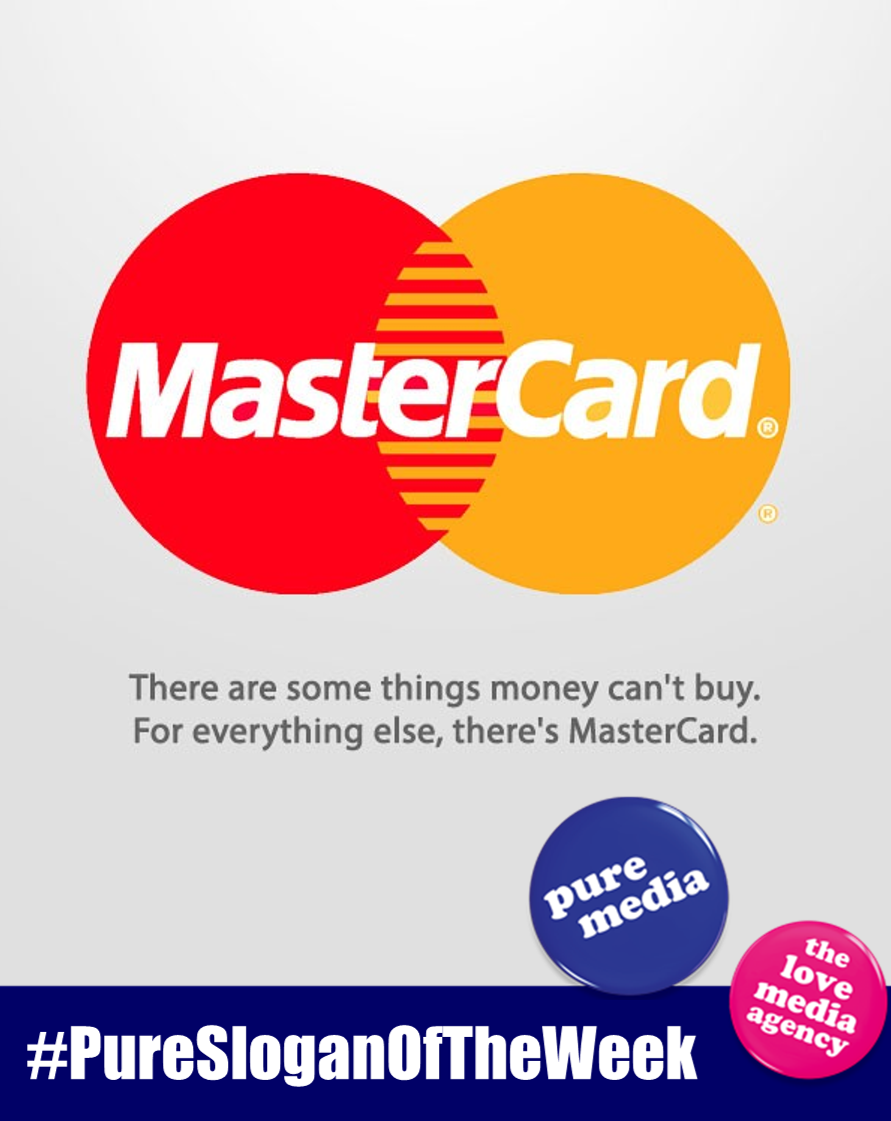 MasterCard®
®
There are some things money can't buy.
For everything else, there's MasterCard.
pure
media
the
love
media
agency
#PureSloganOfTheWeek